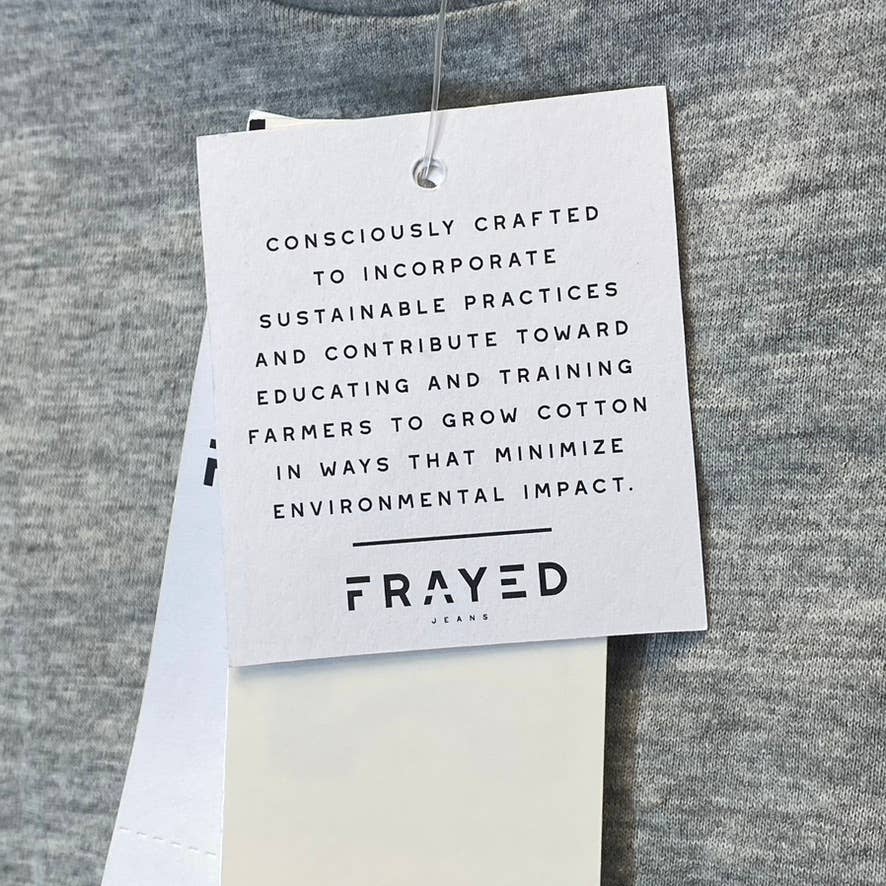 CONSCIOUSLY CRAFTED
TO INCORPORATE
SUSTAINABLE PRACTICES
AND CONTRIBUTE TOWARD
EDUCATING AND TRAINING
FARMERS TO GROW COTTON
IN WAYS THAT MINIMIZE
ENVIRONMENTAL IMPACT.
FRAYED
JEANS